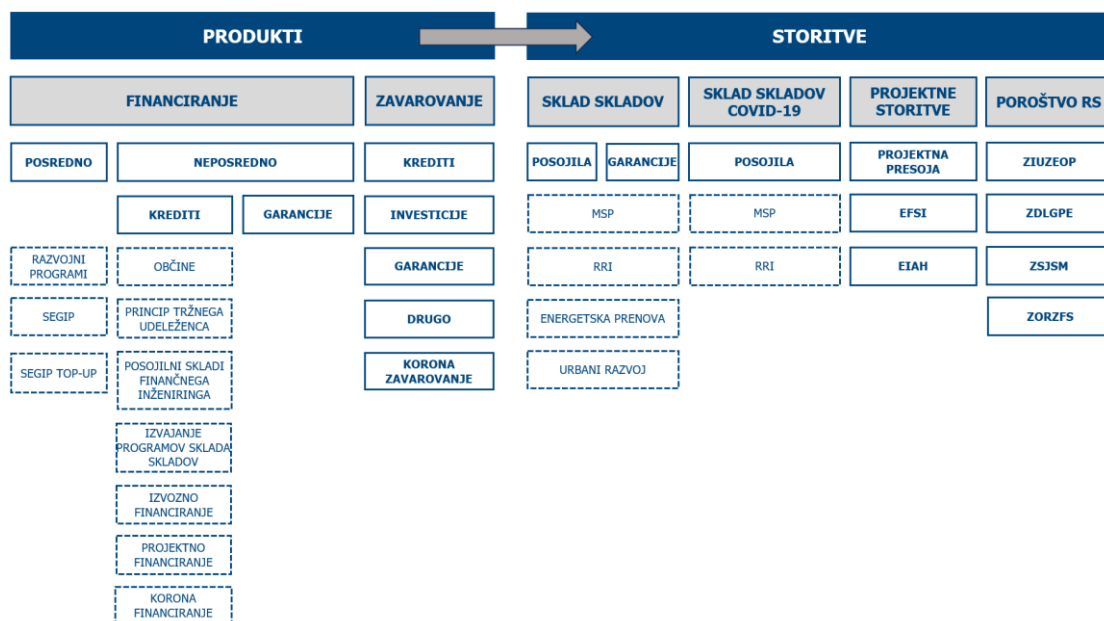 PRODUKTI
STORITVE
FINANCIRANJE
ZAVAROVANJE
SKLAD SKLADOV
SKLAD SKLADOV
COVID-19
PROJEKTNE
STORITVE
POROŠTVO RS
POSREDNO
NEPOSREDNO
KREDITI
POSOJILA
GARANCIJE
POSOJILA
PROJEKTNA
PRESOJA
ZIUZEOP
KREDITI
GARANCIJE
INVESTICIJE
MSP
MSP
EFSI
ZDLGPE
RAZVOJNI
PROGRAMI
OBČINE
GARANCIJE
RRI
RRI
EIAH
ZSJSM
SEGIP
PRINCIP TRŽNEGA
UDELEŽENCA
DRUGO
ENERGETSKA PRENOVA
ZORZFS
SEGIP TOP-UP
POSOJILNI SKLADI
FINANČNEGA
INŽENIRINGA
KORONA
ZAVAROVANJE
URBANI RAZVOJ
IZVAJANJE
PROGRAMOV SKLADA
SKLADOV
IZVOZNO
FINANCIRANJE
PROJEKTNO
FINANCIRANJE
KORONA
FINANCIRANJE